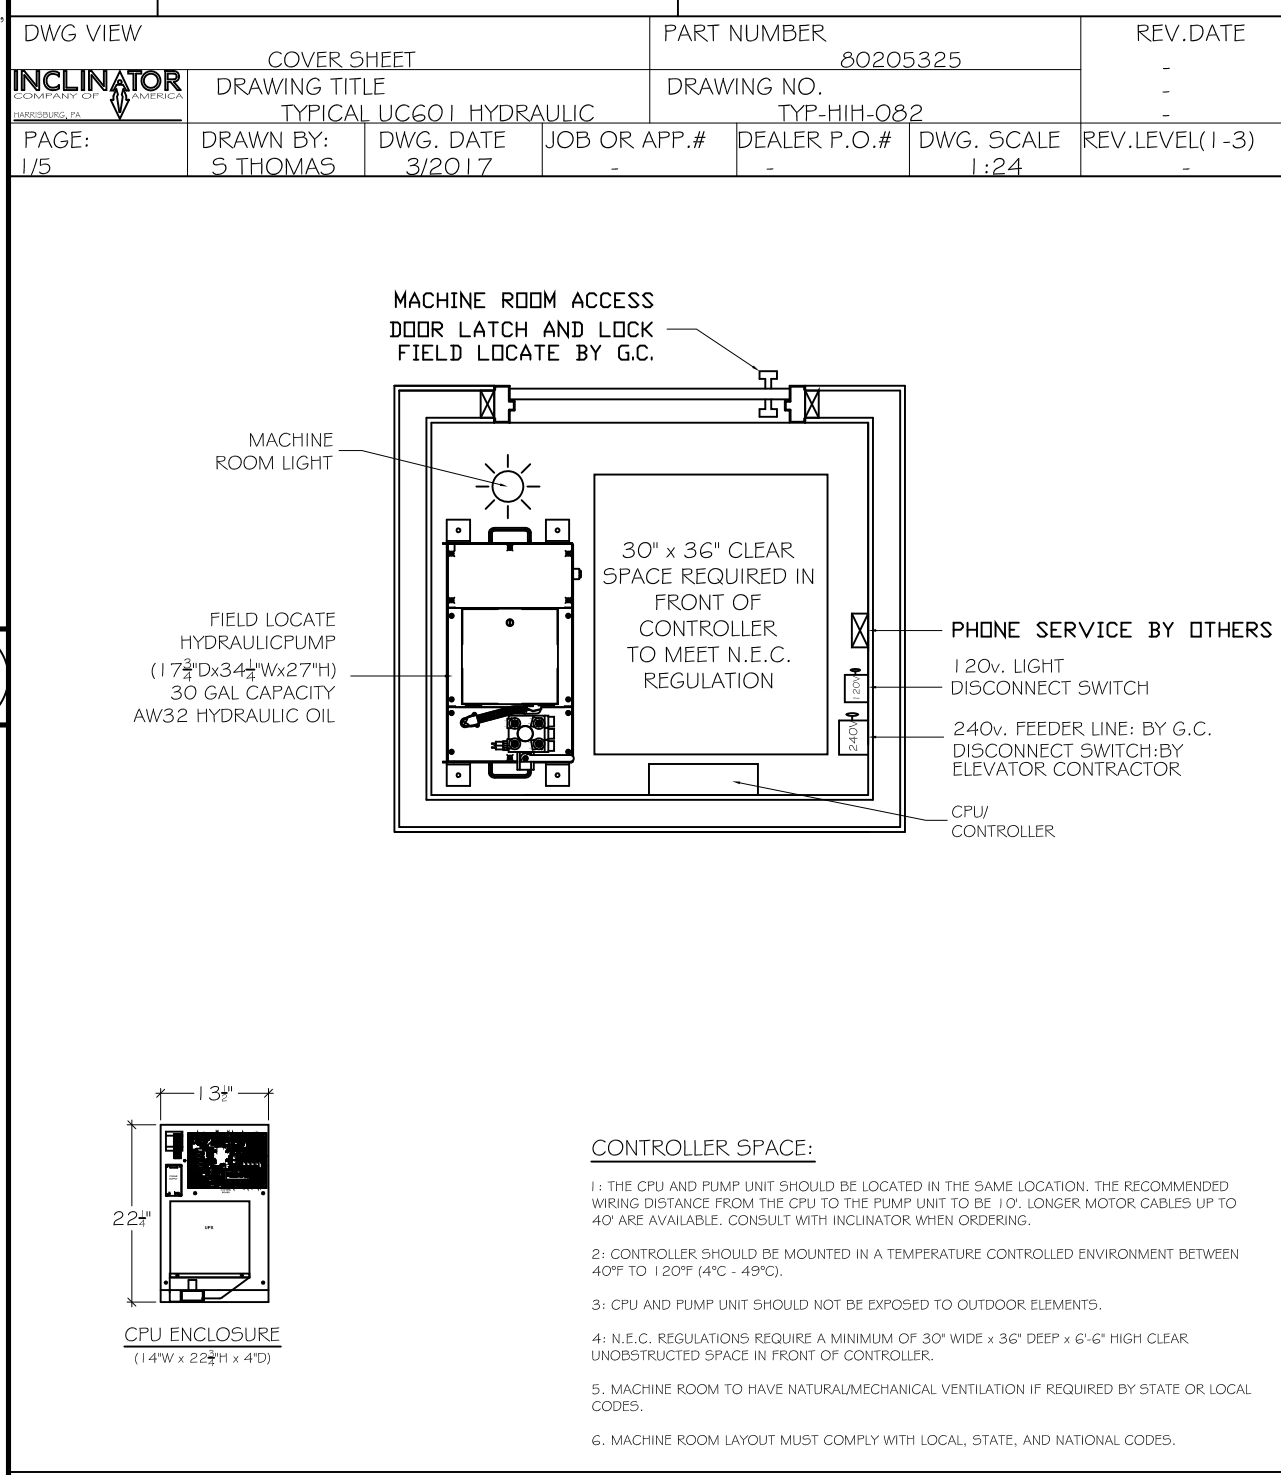 DWG VIEW
COVER SHEET
PART NUMBER
80205325
REV.DATE
-
-
-
INCLINATOR
COMPANY OF AMERICA
HARRISBURG, PA
DRAWING TITLE
TYPICAL UC601 HYDRAULIC
DRAWING NO.
TYP-HIH-082
PAGE:
1/5
DRAWN BY:
S THOMAS
DWG. DATE
3/2017
JOB OR APP.#
-
DEALER P.O.#
-
DWG. SCALE
1:24
REV.LEVEL(1-3)
-
MACHINE ROOM ACCESS
DOOR LATCH AND LOCK
FIELD LOCATE BY G.C.
MACHINE
ROOM LIGHT
30" x 36" CLEAR
SPACE REQUIRED IN
FRONT OF
CONTROLLER
TO MEET N.E.C.
REGULATION
FIELD LOCATE
HYDRAULICPUMP
(17 3/4"Dx34 1/4"Wx27"H)
30 GAL CAPACITY
AW32 HYDRAULIC OIL
PHONE SERVICE BY OTHERS
120v. LIGHT
DISCONNECT SWITCH
120V
240V
240v. FEEDER LINE: BY G.C.
DISCONNECT SWITCH:BY
ELEVATOR CONTRACTOR
CPU/
CONTROLLER
13 1/2"
22 1/4"
UPS
CPU ENCLOSURE
(14"W x 22 3/4"H x 4"D)
CONTROLLER SPACE:
1: THE CPU AND PUMP UNIT SHOULD BE LOCATED IN THE SAME LOCATION. THE RECOMMENDED
WIRING DISTANCE FROM THE CPU TO THE PUMP UNIT TO BE 10'. LONGER MOTOR CABLES UP TO
40' ARE AVAILABLE. CONSULT WITH INCLINATOR WHEN ORDERING.
2: CONTROLLER SHOULD BE MOUNTED IN A TEMPERATURE CONTROLLED ENVIRONMENT BETWEEN
40°F TO 120°F (4°C - 49°C).
3: CPU AND PUMP UNIT SHOULD NOT BE EXPOSED TO OUTDOOR ELEMENTS.
4: N.E.C. REGULATIONS REQUIRE A MINIMUM OF 30" WIDE x 36" DEEP x 6'-6" HIGH CLEAR
UNOBSTRUCTED SPACE IN FRONT OF CONTROLLER.
5. MACHINE ROOM TO HAVE NATURAL/MECHANICAL VENTILATION IF REQUIRED BY STATE OR LOCAL
CODES.
6. MACHINE ROOM LAYOUT MUST COMPLY WITH LOCAL, STATE, AND NATIONAL CODES.